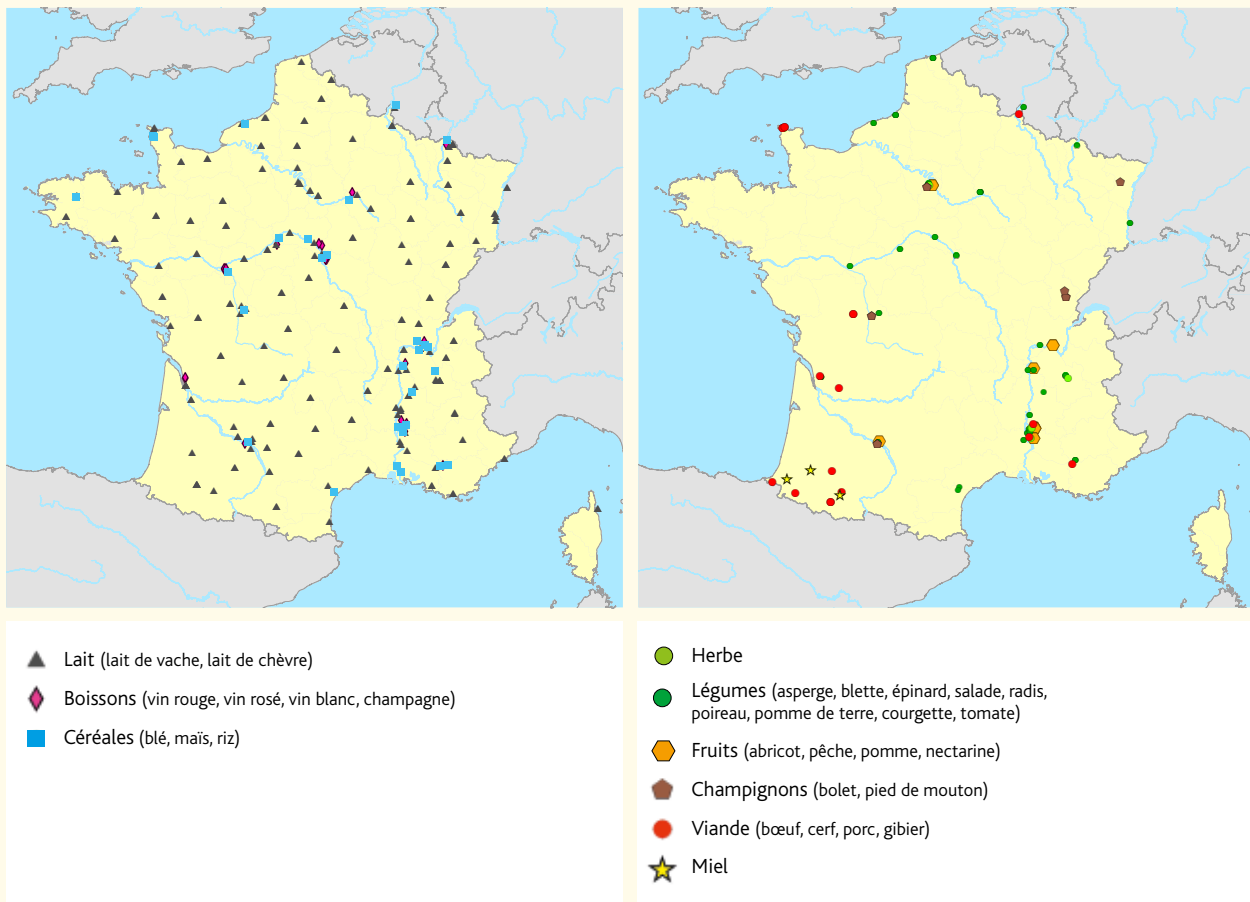 Lait (lait de vache, lait de chèvre)
Boissons (vin rouge, vin rosé, vin blanc, champagne)
Céréales (blé, maïs, riz)
Herbe
Légumes (asperge, blette, épinard, salade, radis,
poireau, pomme de terre, courgette, tomate)
Fruits (abricot, pêche, pomme, nectarine)
Champignons (bolet, pied de mouton)
Viande (bœuf, cerf, porc, gibier)
Miel